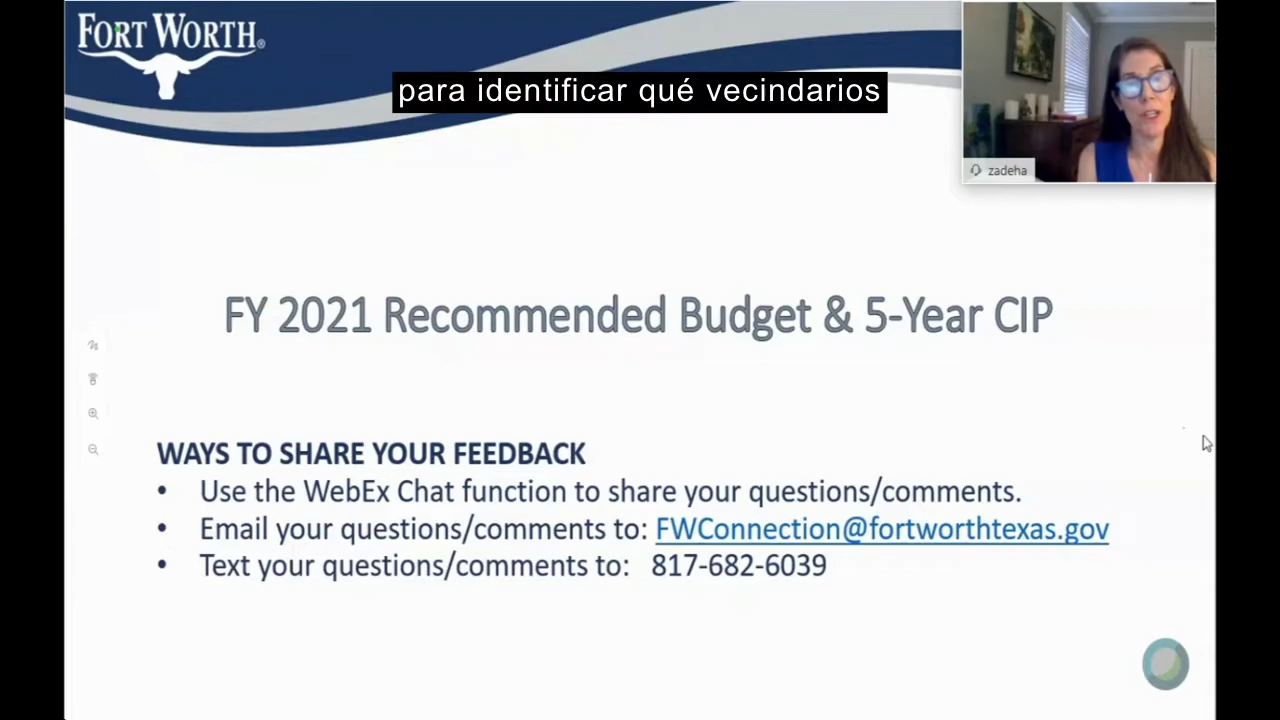 FORT WORTH®
para identificar qué vecindarios
zadeha
FY 2021 Recommended Budget & 5-Year CIP
WAYS TO SHARE YOUR FEEDBACK
• Use the WebEx Chat function to share your questions/comments.
• Email your questions/comments to: FWConnection@fortworthtexas.gov
• Text your questions/comments to: 817-682-6039